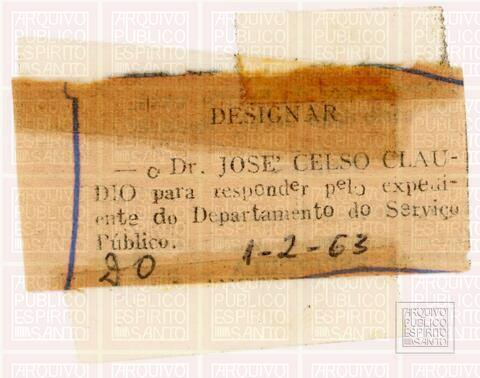 DESIGNAR
— o Dr. JOSE' CELSO CLAU-
DIO para responder pelo expedi-
ente do Departamento do Serviço
Público.
DO 1-2-63
ARQUIVO
PÚBLICO
ESPÍRITO
SANTO